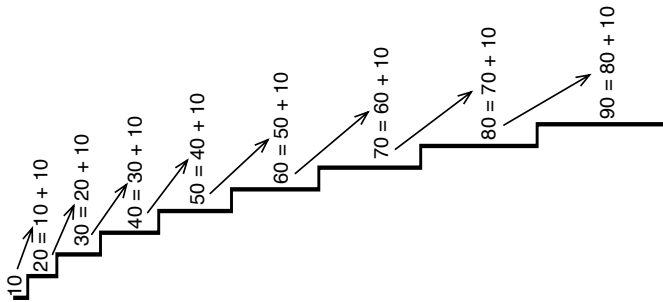 10
20 = 10 + 10
30 = 20 + 10
40 = 30 + 10
50 = 40 + 10
60 = 50 + 10
70 = 60 + 10
80 = 70 + 10
90 = 80 + 10